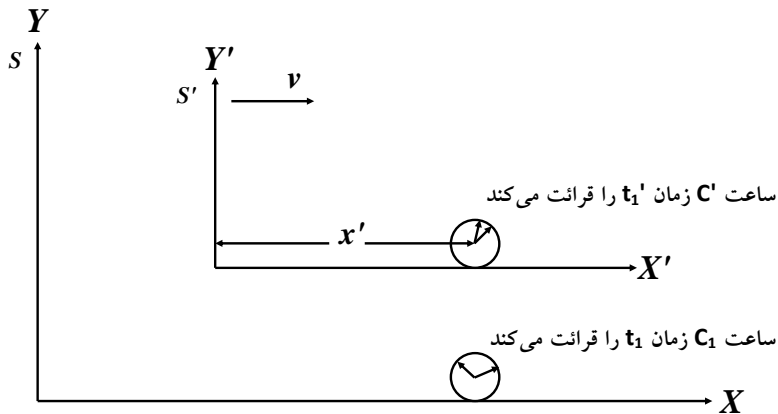 Y
S
Y'
S' v
ساعت C' زمان t₁' را قرائت می‌کند
x'
X'
ساعت C₁ زمان t₁ را قرائت می‌کند
X